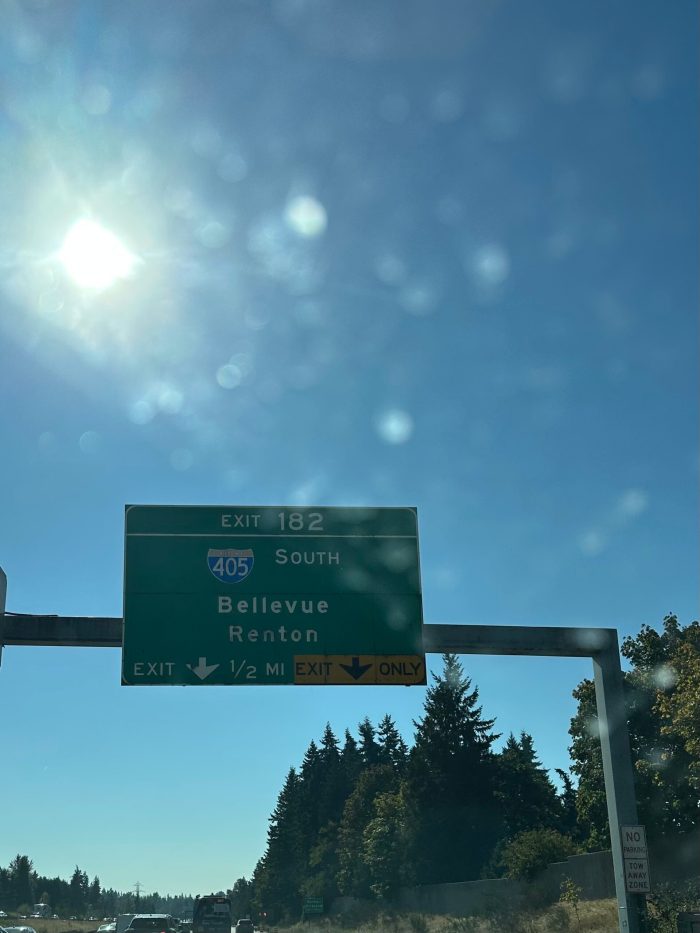 EXIT 182
405 SOUTH
Bellevue
Renton
EXIT 1/2 MI EXIT ONLY
NO
PARKING
TOW
AWAY
ZONE